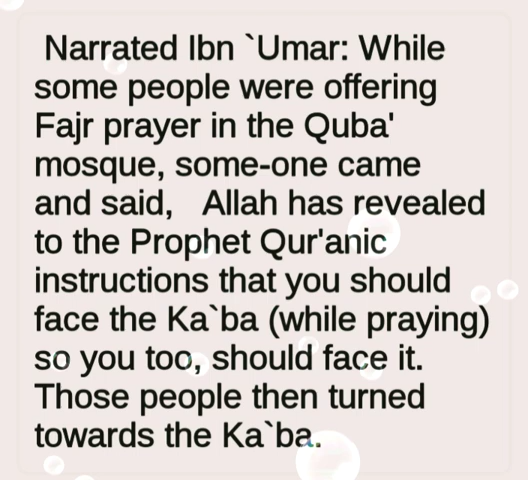 Narrated Ibn `Umar: While
some people were offering
Fajr prayer in the Quba'
mosque, some-one came
and said,   Allah has revealed
to the Prophet Qur'anic
instructions that you should
face the Ka`ba (while praying)
so you too, should face it.
Those people then turned
towards the Ka`ba.